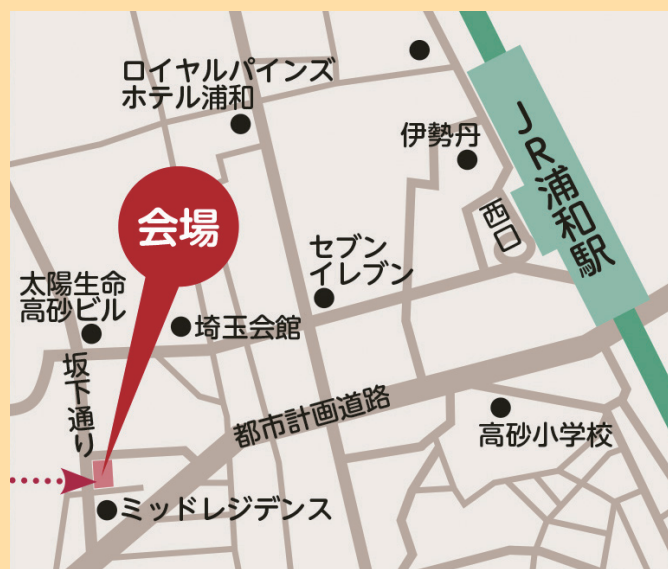 ロイヤルパインズ
ホテル浦和
伊勢丹
JR浦和駅
西口
会場
セブン
イレブン
太陽生命
高砂ビル
埼玉会館
坂下通り
都市計画道路
高砂小学校
ミッドレジデンス